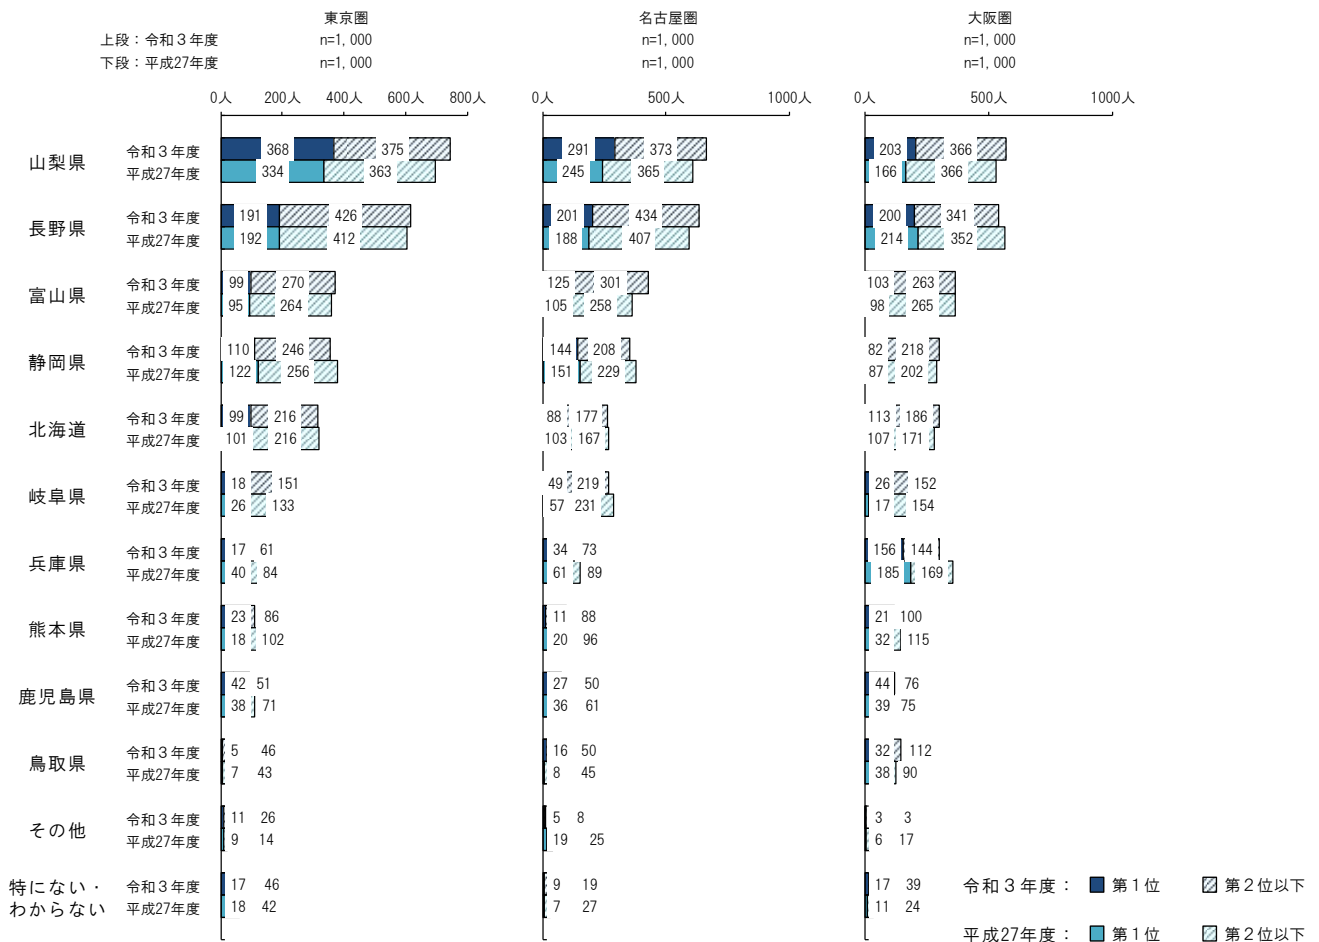 東京圏 名古屋圏 大阪圏
上段：令和３年度 n=1,000 n=1,000 n=1,000
下段：平成27年度 n=1,000 n=1,000 n=1,000
0人 200人 400人 600人 800人 0人 500人 1000人 0人 500人 1000人
山梨県
令和３年度 368 375 291 373 203 366
平成27年度 334 363 245 365 166 366
長野県
令和３年度 191 426 201 434 200 341
平成27年度 192 412 188 407 214 352
富山県
令和３年度 99 270 125 301 103 263
平成27年度 95 264 105 258 98 265
静岡県
令和３年度 110 246 144 208 82 218
平成27年度 122 256 151 229 87 202
北海道
令和３年度 99 216 88 177 113 186
平成27年度 101 216 103 167 107 171
岐阜県
令和３年度 18 151 49 219 26 152
平成27年度 26 133 57 231 17 154
兵庫県
令和３年度 17 61 34 73 156 144
平成27年度 40 84 61 89 185 169
熊本県
令和３年度 23 86 11 88 21 100
平成27年度 18 102 20 96 32 115
鹿児島県
令和３年度 42 51 27 50 44 76
平成27年度 38 71 36 61 39 75
鳥取県
令和３年度 5 46 16 50 32 112
平成27年度 7 43 8 45 38 90
その他
令和３年度 11 26 5 8 3 3
平成27年度 9 14 19 25 6 17
特にない・
わからない
令和３年度 17 46 9 19 17 39
平成27年度 18 42 7 27 11 24
令和３年度： 第１位 第２位以下
平成27年度： 第１位 第２位以下